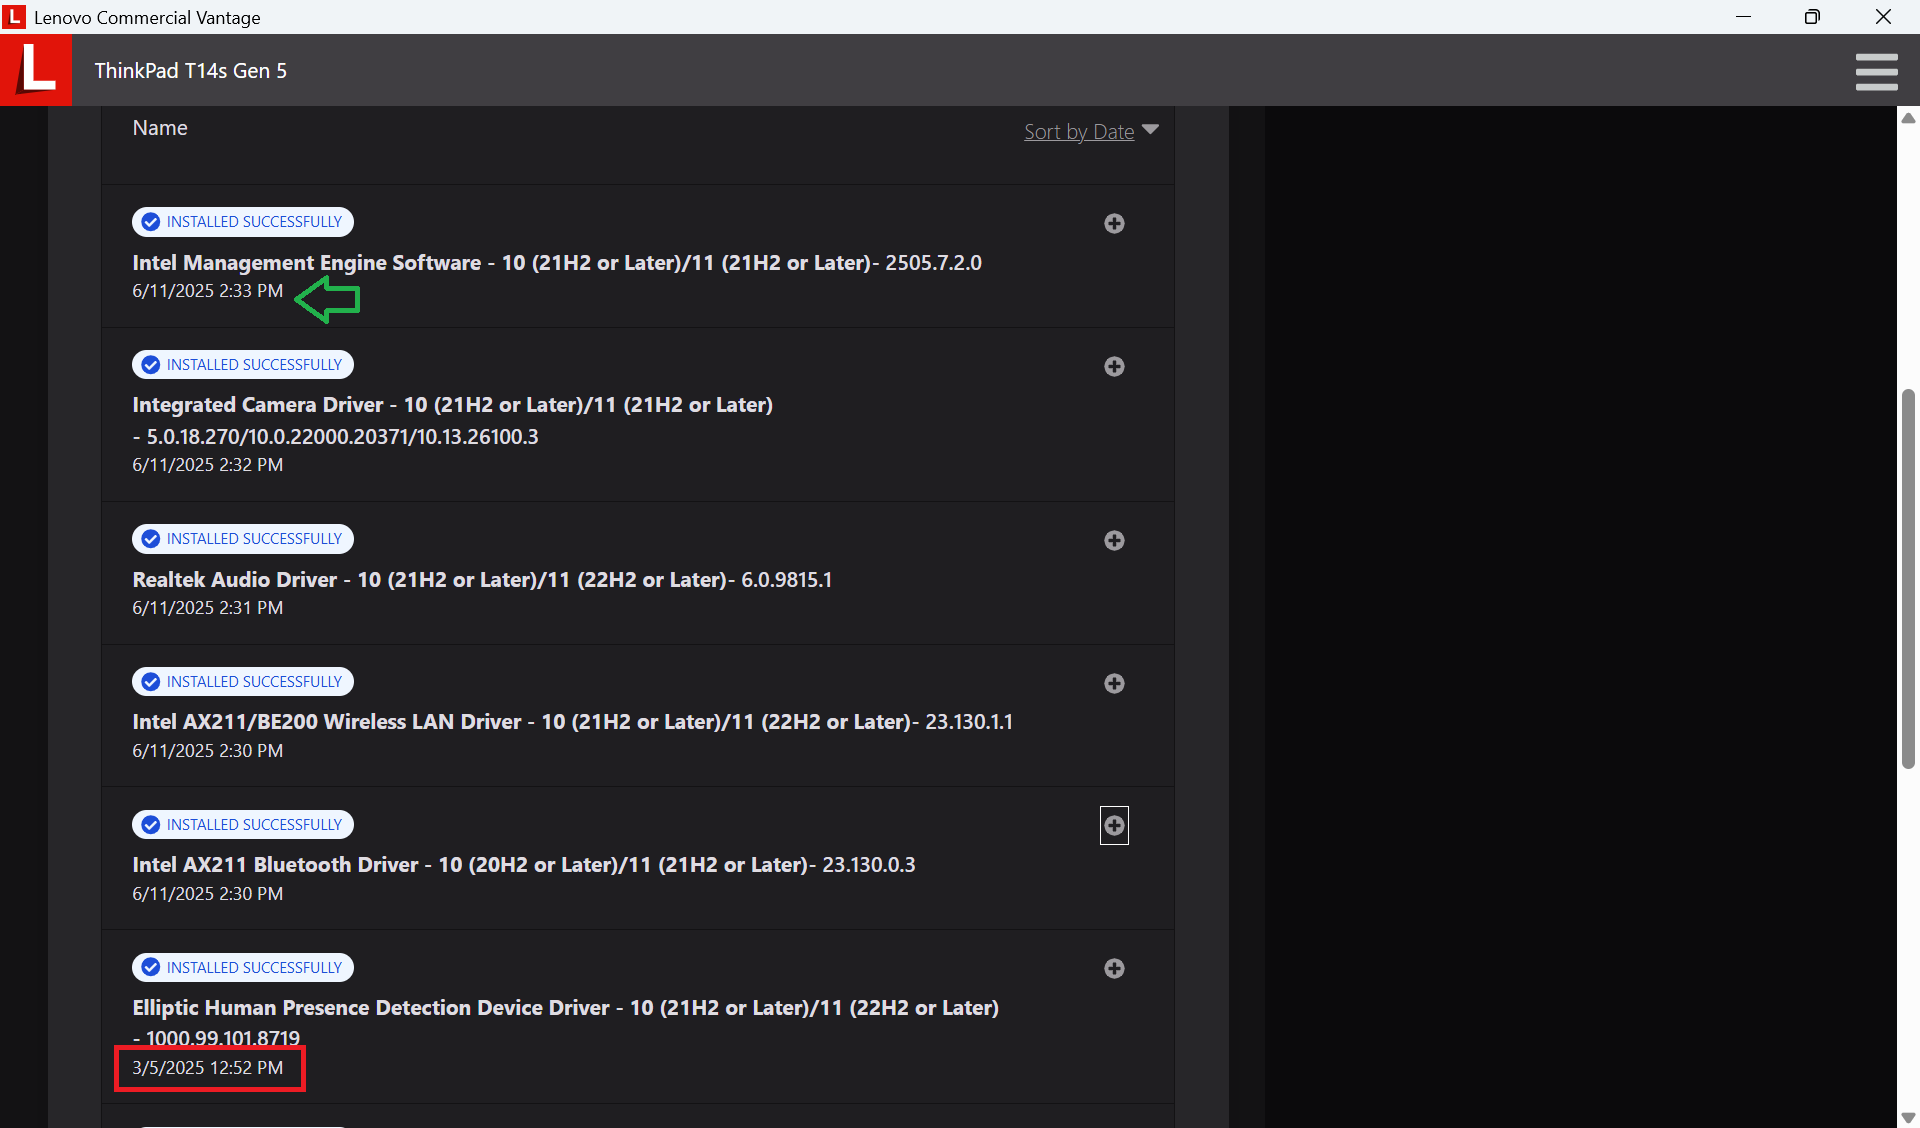 Lenovo Commercial Vantage
ThinkPad T14s Gen 5
Name
Sort by Date
INSTALLED SUCCESSFULLY
Intel Management Engine Software - 10 (21H2 or Later)/11 (21H2 or Later)- 2505.7.2.0
6/11/2025 2:33 PM
INSTALLED SUCCESSFULLY
Integrated Camera Driver - 10 (21H2 or Later)/11 (21H2 or Later)
- 5.0.18.270/10.0.22000.20371/10.13.26100.3
6/11/2025 2:32 PM
INSTALLED SUCCESSFULLY
Realtek Audio Driver - 10 (21H2 or Later)/11 (22H2 or Later)- 6.0.9815.1
6/11/2025 2:31 PM
INSTALLED SUCCESSFULLY
Intel AX211/BE200 Wireless LAN Driver - 10 (21H2 or Later)/11 (22H2 or Later)- 23.130.1.1
6/11/2025 2:30 PM
INSTALLED SUCCESSFULLY
Intel AX211 Bluetooth Driver - 10 (20H2 or Later)/11 (21H2 or Later)- 23.130.0.3
6/11/2025 2:30 PM
INSTALLED SUCCESSFULLY
Elliptic Human Presence Detection Device Driver - 10 (21H2 or Later)/11 (22H2 or Later)
- 1000.99.101.8719
3/5/2025 12:52 PM